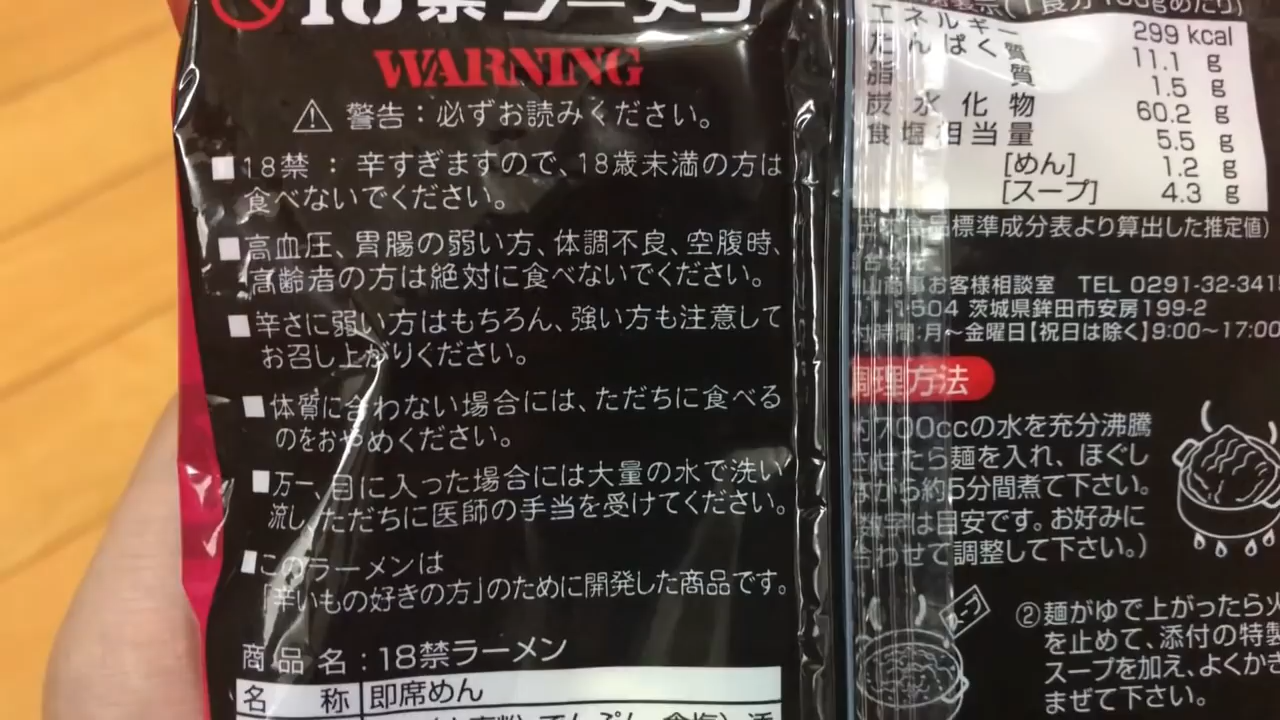 18禁ラーメン
WARNING
警告：必ずお読みください。
■18禁：辛すぎますので、18歳未満の方は
食べないでください。
■高血圧、胃腸の弱い方、体調不良、空腹時、
高齢者の方は絶対に食べないでください。
■辛さに弱い方はもちろん、強い方も注意して
お召し上がりください。
■体質に合わない場合には、ただちに食べる
のをおやめください。
■万一、目に入った場合には大量の水で洗い
流し、ただちに医師の手当を受けてください。
■このラーメンは
「辛いもの好きの方」のために開発した商品です。
商品名：18禁ラーメン
名 称 即席めん
エネルギー 299 kcal
たんぱく質 11.1 g
脂 質 1.5 g
炭水化物 60.2 g
食塩相当量 5.5 g
[めん] 1.2 g
[スープ] 4.3 g
品標準成分表より算出した推定値)
お客様相談室 TEL 0291-32-341
504 茨城県鉾田市安房199-2
時間:月～金曜日【祝日は除く】9:00～17:00
調理方法
700ccの水を充分沸騰
させたら麺を入れ、ほぐし
ながら約5分間煮て下さい。
は目安です。お好みに
合わせて調整して下さい。)
②麺がゆで上がったら火
を止めて、添付の特製
スープを加え、よくかき
まぜて下さい。